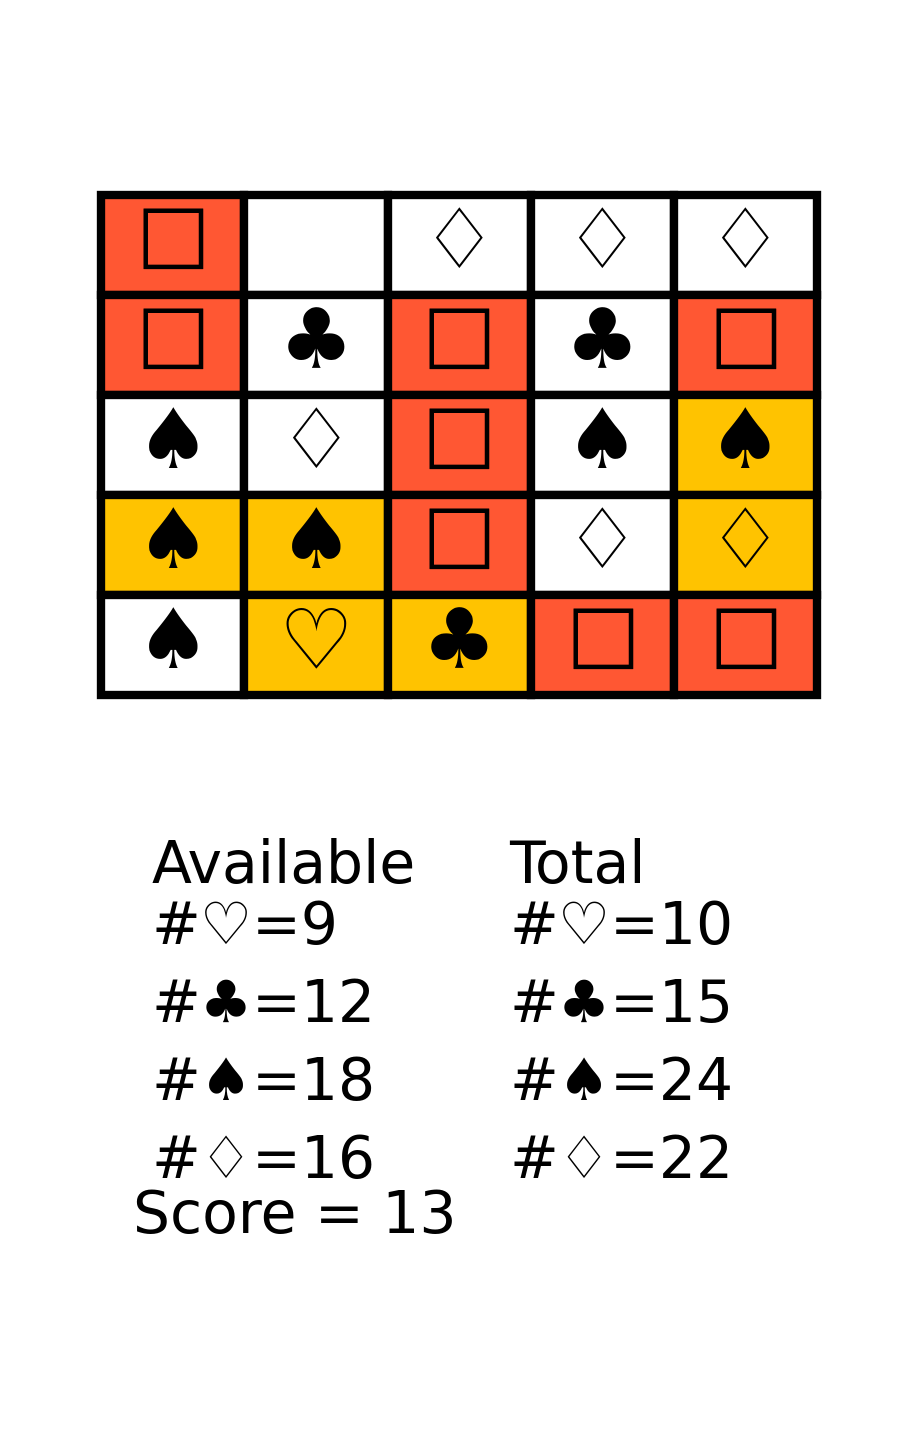 □ ♢ ♢ ♢
□ ♣ □ ♣ □
♠ ♢ □ ♠ ♠
♠ ♠ □ ♢ ♢
♠ ♡ ♣ □ □
Available Total
#♡=9 #♡=10
#♣=12 #♣=15
#♠=18 #♠=24
#♢=16 #♢=22
Score = 13